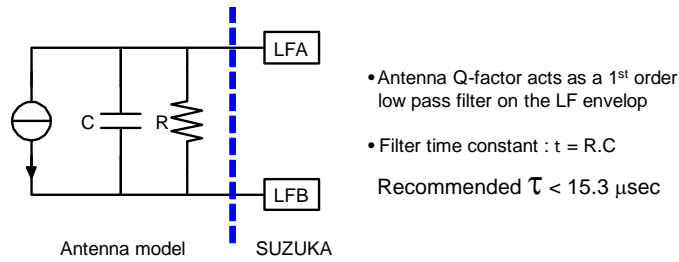 LFA
C
R
LFB
Antenna model
SUZUKA
• Antenna Q-factor acts as a 1st order
low pass filter on the LF envelop
• Filter time constant : t = R.C
Recommended τ < 15.3 μsec